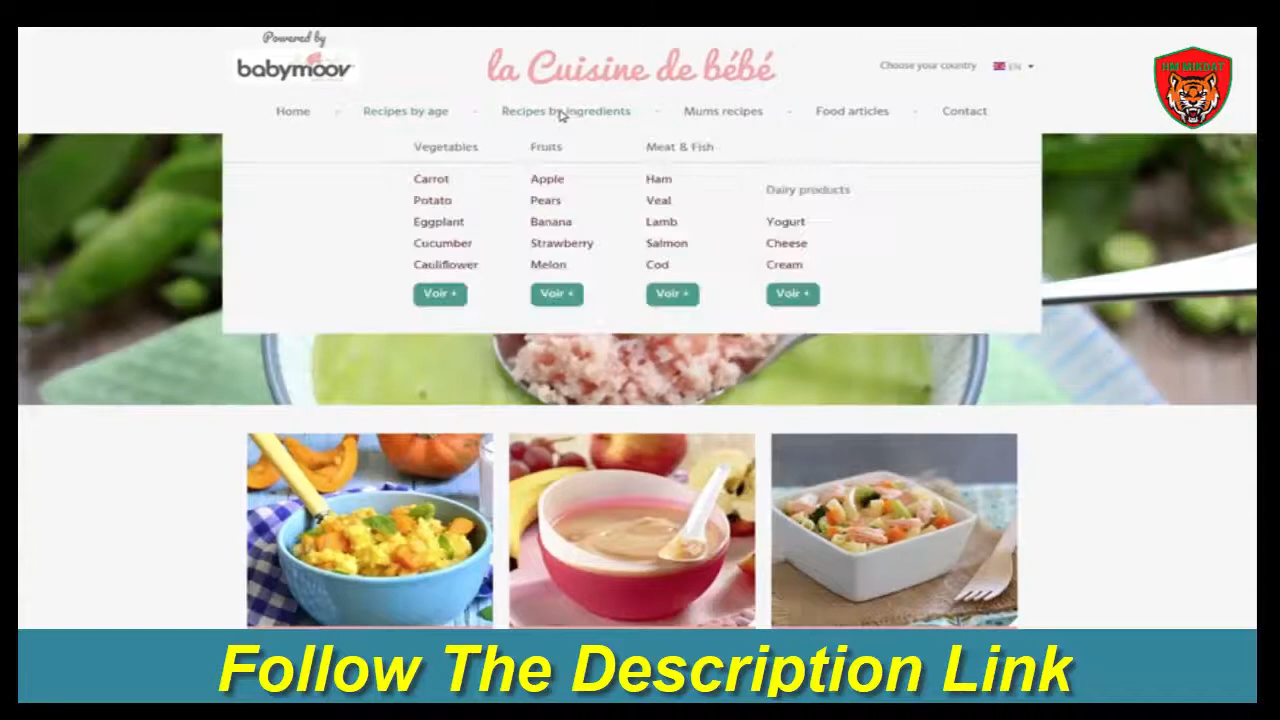 Powered by
babymoov
la Cuisine de bébé
Choose your country EN
HM MIKDAT
Home Recipes by age Recipes by ingredients Mums recipes Food articles Contact
Vegetables Fruits Meat & Fish
Dairy products
Carrot Apple Ham
Potato Pears Veal
Eggplant Banana Lamb Yogurt
Cucumber Strawberry Salmon Cheese
Cauliflower Melon Cod Cream
Voir + Voir + Voir + Voir +
Follow The Description Link